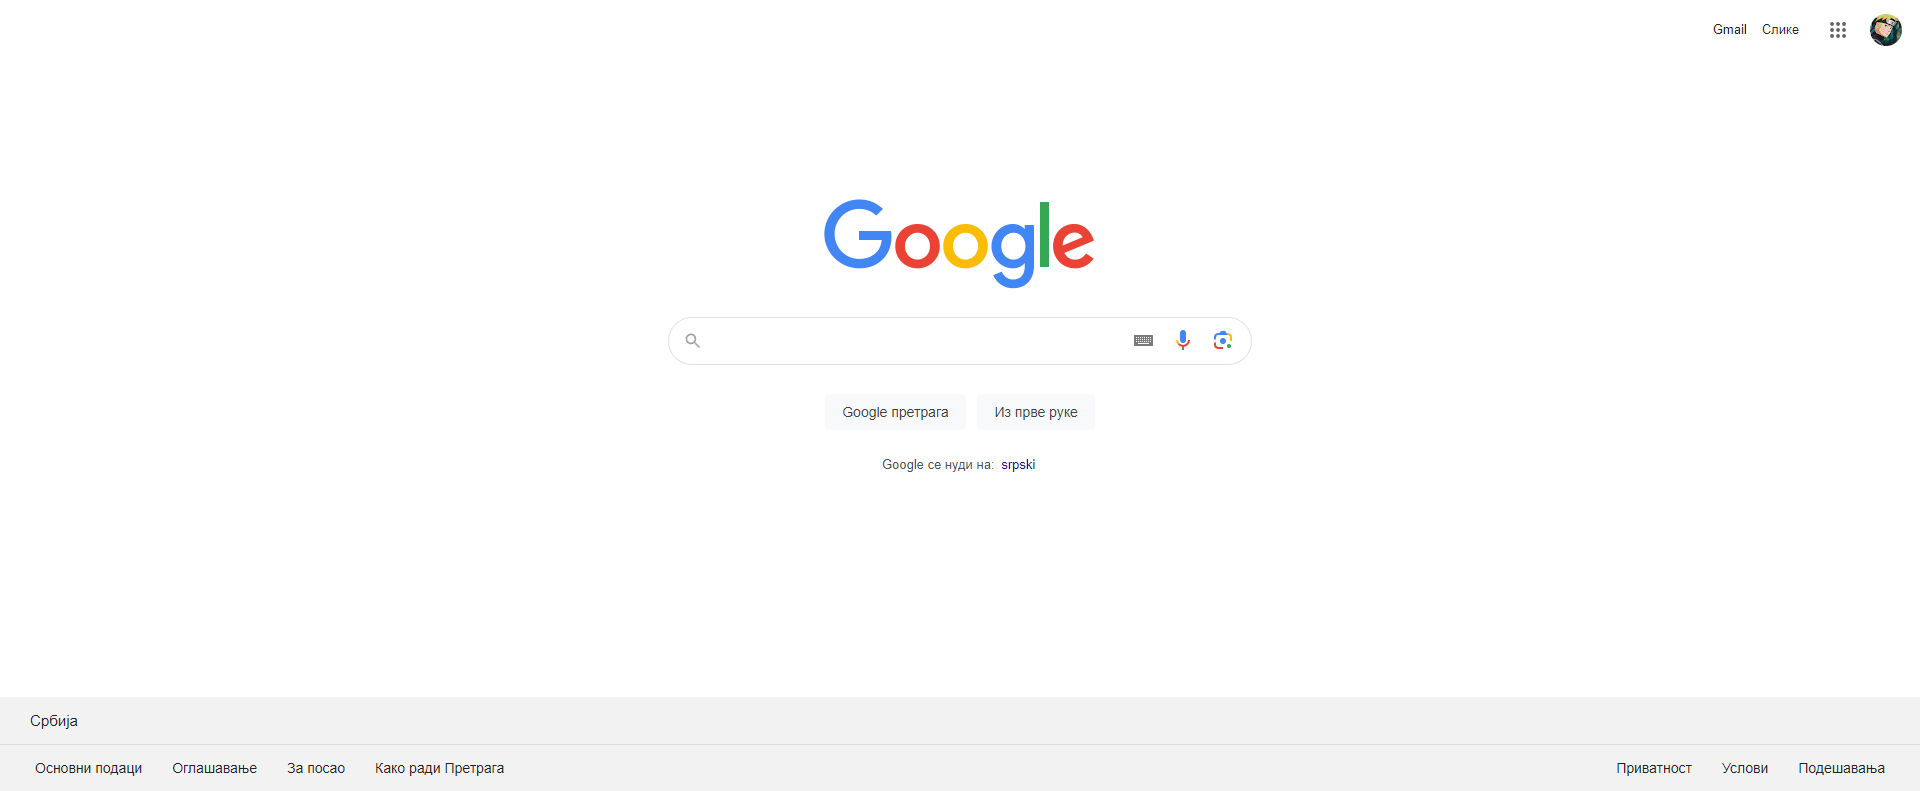 Gmail Слике
Google
Google претрага Из прве руке
Google се нуди на: srpski
Србија
Основни подаци Оглашавање За посао Како ради Претрага Приватност Услови Подешавања